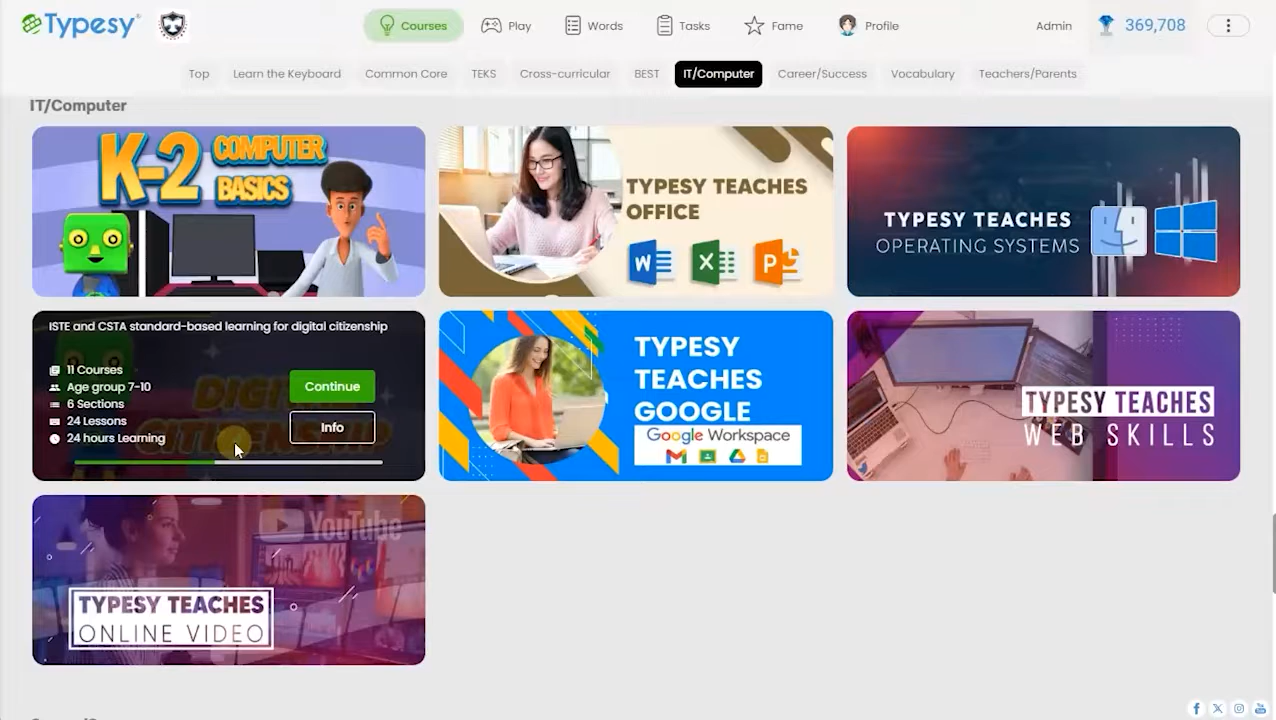 Typesy®
Courses
Play
Words
Tasks
Fame
Profile
Admin
369,708
Top
Learn the Keyboard
Common Core
TEKS
Cross-curricular
BEST
IT/Computer
Career/Success
Vocabulary
Teachers/Parents
IT/Computer
K-2 COMPUTER
BASICS
TYPESY TEACHES
OFFICE
W
X
P
TYPESY TEACHES
OPERATING SYSTEMS
ISTE and CSTA standard-based learning for digital citizenship
11 Courses
Age group 7-10
6 Sections
24 Lessons
24 hours Learning
DIGITAL
CITIZENSHIP
Continue
Info
TYPESY
TEACHES
GOOGLE
Google Workspace
TYPESY TEACHES
WEB SKILLS
YouTube
TYPESY TEACHES
ONLINE VIDEO